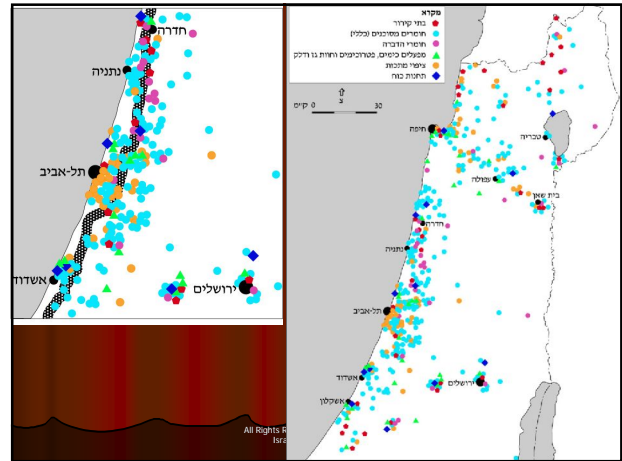 חדרה
נתניה
תל-אביב
אשדוד
ירושלים
All Rights R
Isra
מקרא
בתי קירור
חומרים מסוכנים (כללי)
חומרי הדברה
מפעלים כימים, פטרוכימים וחוות גז ודלק
ציפוי מתכות
תחנות כוח
צ
0 30 ק"מ
חיפה
טבריה
עפולה
בית שאן
חדרה
נתניה
תל-אביב
אשדוד
ירושלים
אשקלון